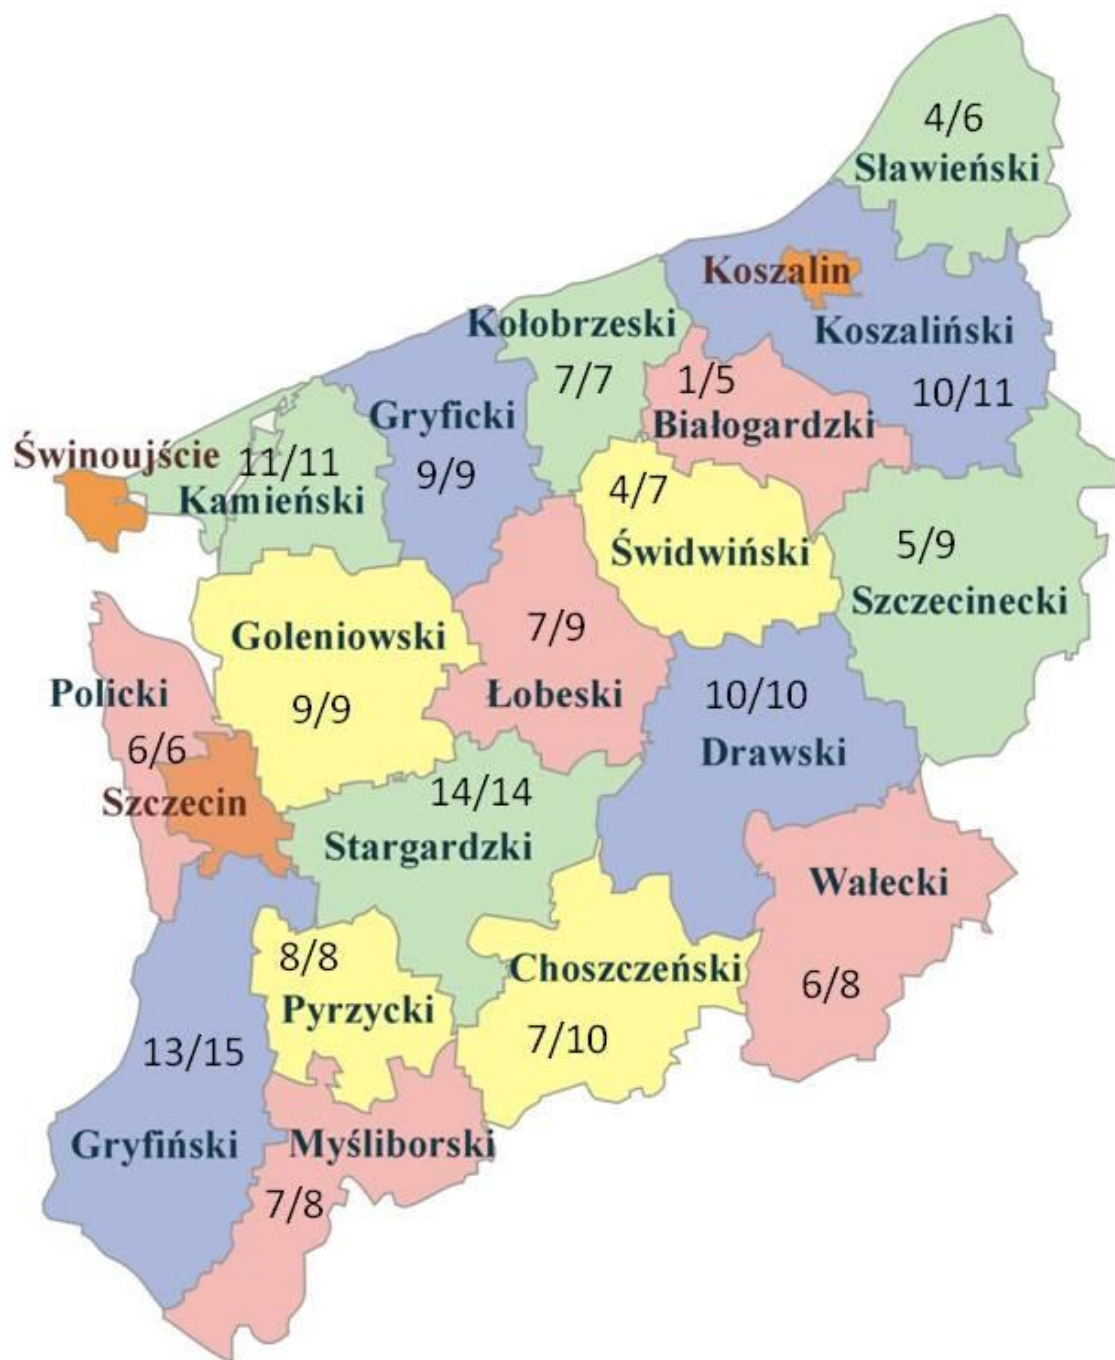 4/6
Sławieński
Koszalin
Koszaliński
10/11
Kołobrzeski
7/7
1/5
Białogardzki
Gryficki
9/9
Świnoujście
11/11
Kamieński
4/7
Świdwiński
5/9
Szczecinecki
Goleniowski
9/9
7/9
Łobeski
Policki
6/6
Szczecin
10/10
Drawski
14/14
Stargardzki
Wałecki
6/8
8/8
Pyrzycki
Choszczeński
7/10
13/15
Gryfiński
Myśliborski
7/8